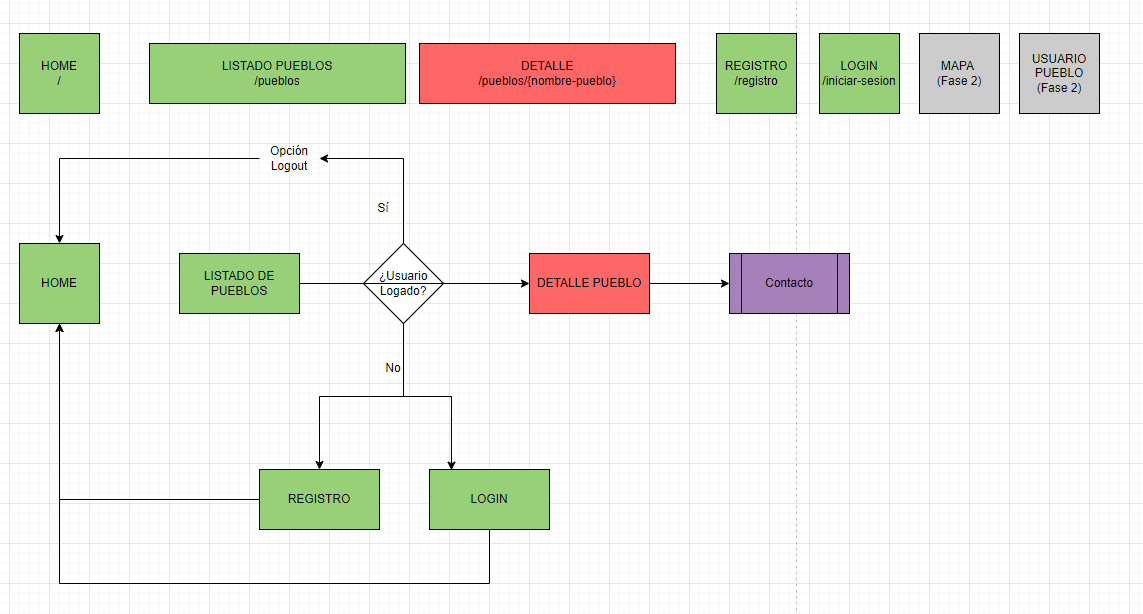 HOME
/
LISTADO PUEBLOS
/pueblos
DETALLE
/pueblos/{nombre-pueblo}
REGISTRO
/registro
LOGIN
/iniciar-sesion
MAPA
(Fase 2)
USUARIO
PUEBLO
(Fase 2)
Opción
Logout
Sí
HOME
LISTADO DE
PUEBLOS
¿Usuario
Logado?
DETALLE PUEBLO
Contacto
No
REGISTRO
LOGIN